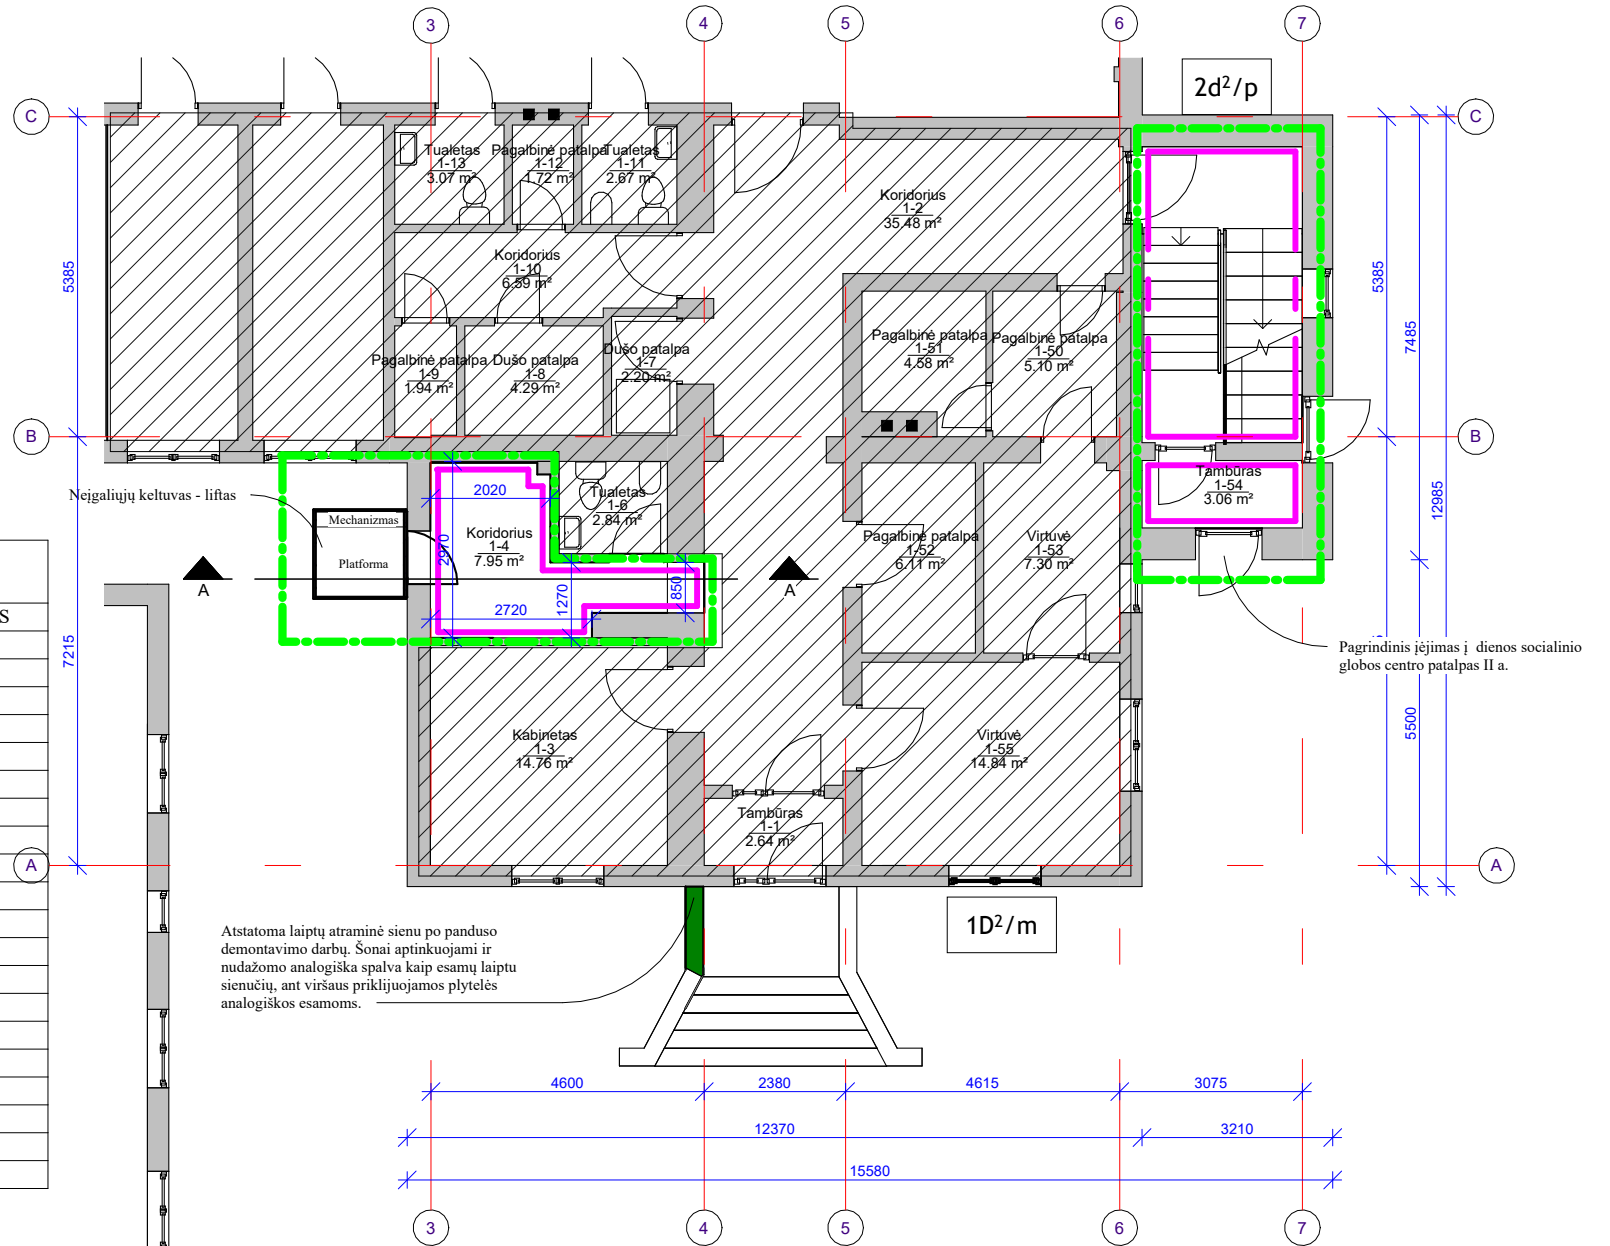 3
4
5
6
7
2d²/p
C
C
Tualetas
1-13
3.07 m²
Pagalbinė patalpa
1-12
1.72 m²
Tualetas
1-11
2.67 m²
Koridorius
1-2
35.48 m²
Koridorius
1-10
6.59 m²
5385
5385
7485
Pagalbinė patalpa
1-9
1.94 m²
Dušo patalpa
1-8
4.29 m²
Dušo patalpa
1-7
2.20 m²
Pagalbinė patalpa
1-51
4.58 m²
Pagalbinė patalpa
1-50
5.10 m²
B
B
Tambūras
1-54
3.06 m²
12985
Neįgaliųjų keltuvas - liftas
Mechanizmas
Platforma
2020
2970
Koridorius
1-4
7.95 m²
Tualetas
1-6
2.84 m²
Pagalbinė patalpa
1-52
6.11 m²
Virtuvė
1-53
7.30 m²
A
A
2720
1270
850
S
7215
Pagrindinis įėjimas į dienos socialinio
globos centro patalpas II a.
5500
Kabinetas
1-3
14.76 m²
Virtuvė
1-55
14.84 m²
Tambūras
1-1
2.64 m²
A
A
1D²/m
Atstatoma laiptų atraminė sienu po panduso
demontavimo darbų. Šonai aptinkuojami ir
nudažomo analogiška spalva kaip esamų laiptu
sienučių, ant viršaus priklijuojamos plytelės
analogiškos esamoms.
4600
2380
4615
3075
12370
3210
15580
3
4
5
6
7